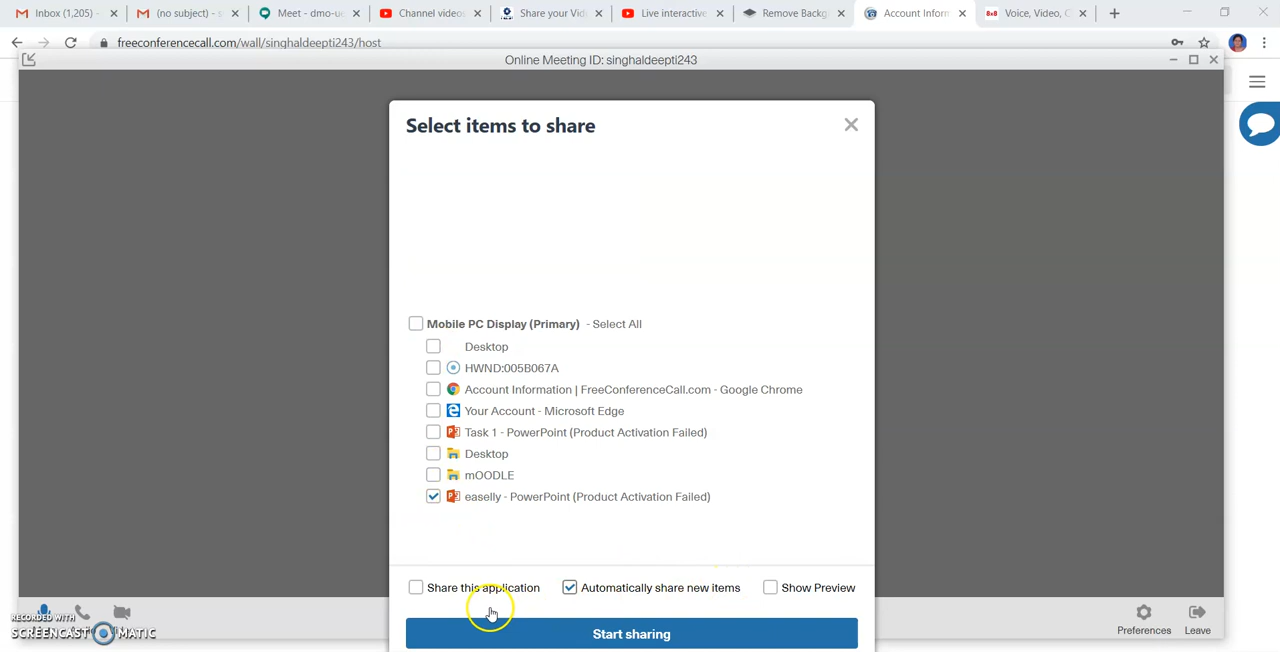 Inbox (1,205) - (no subject) - s Meet - dmo-ue Channel videos Share your Vid Live interactive Remove Backg Account Inform 8x8 Voice, Video, C
freeconferencecall.com/wall/singhaldeepti243/host
Online Meeting ID: singhaldeepti243
Select items to share
Mobile PC Display (Primary) - Select All
Desktop
HWND:005B067A
Account Information | FreeConferenceCall.com - Google Chrome
Your Account - Microsoft Edge
Task 1 - PowerPoint (Product Activation Failed)
Desktop
mOODLE
easelly - PowerPoint (Product Activation Failed)
Share this application Automatically share new items Show Preview
Start sharing
Preferences Leave
RECORDED WITH
SCREENCAST MATIC